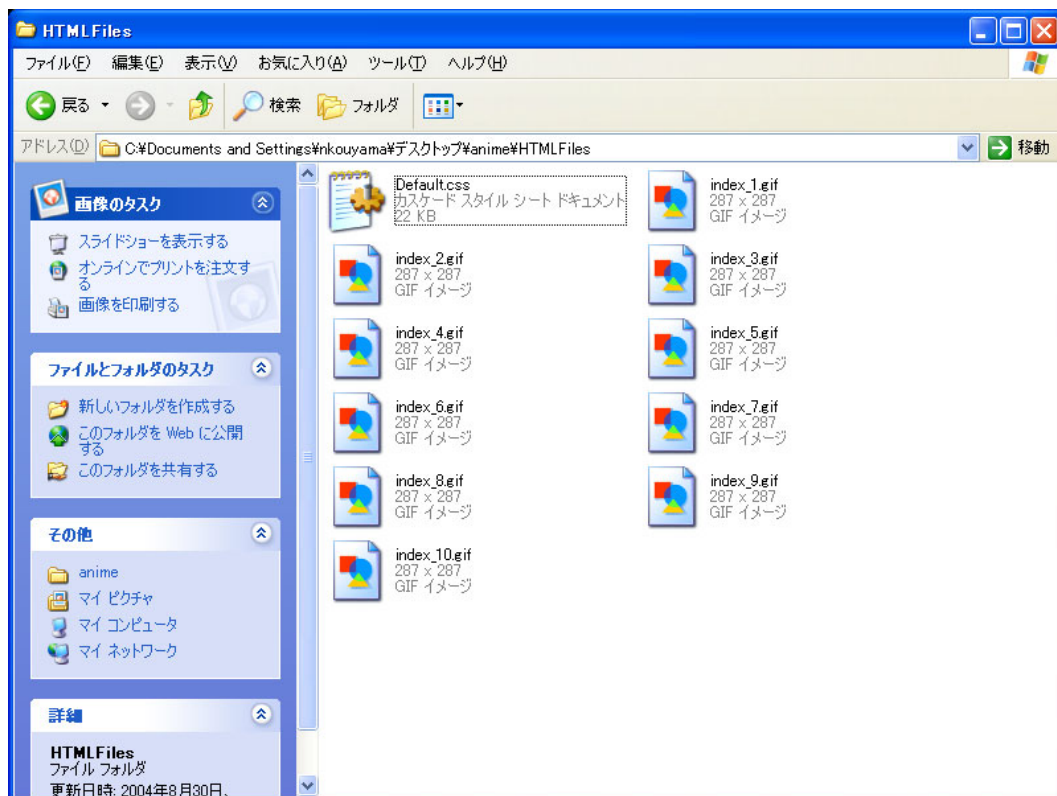 HTMLFiles
ファイル(F) 編集(E) 表示(V) お気に入り(A) ツール(T) ヘルプ(H)
戻る 検索 フォルダ
アドレス(D) C:¥Documents and Settings¥nkouyama¥デスクトップ¥anime¥HTMLFiles 移動
画像のタスク
スライドショーを表示する
オンラインでプリントを注文す
る
画像を印刷する
ファイルとフォルダのタスク
新しいフォルダを作成する
このフォルダを Web に公開
する
このフォルダを共有する
その他
anime
マイ ピクチャ
マイ コンピュータ
マイ ネットワーク
詳細
HTMLFiles
ファイル フォルダ
更新日時: 2004年8月30日、
Default.css
カスケード スタイル シート ドキュメント
22 KB
index_1.gif
287 x 287
GIF イメージ
index_2.gif
287 x 287
GIF イメージ
index_3.gif
287 x 287
GIF イメージ
index_4.gif
287 x 287
GIF イメージ
index_5.gif
287 x 287
GIF イメージ
index_6.gif
287 x 287
GIF イメージ
index_7.gif
287 x 287
GIF イメージ
index_8.gif
287 x 287
GIF イメージ
index_9.gif
287 x 287
GIF イメージ
index_10.gif
287 x 287
GIF イメージ